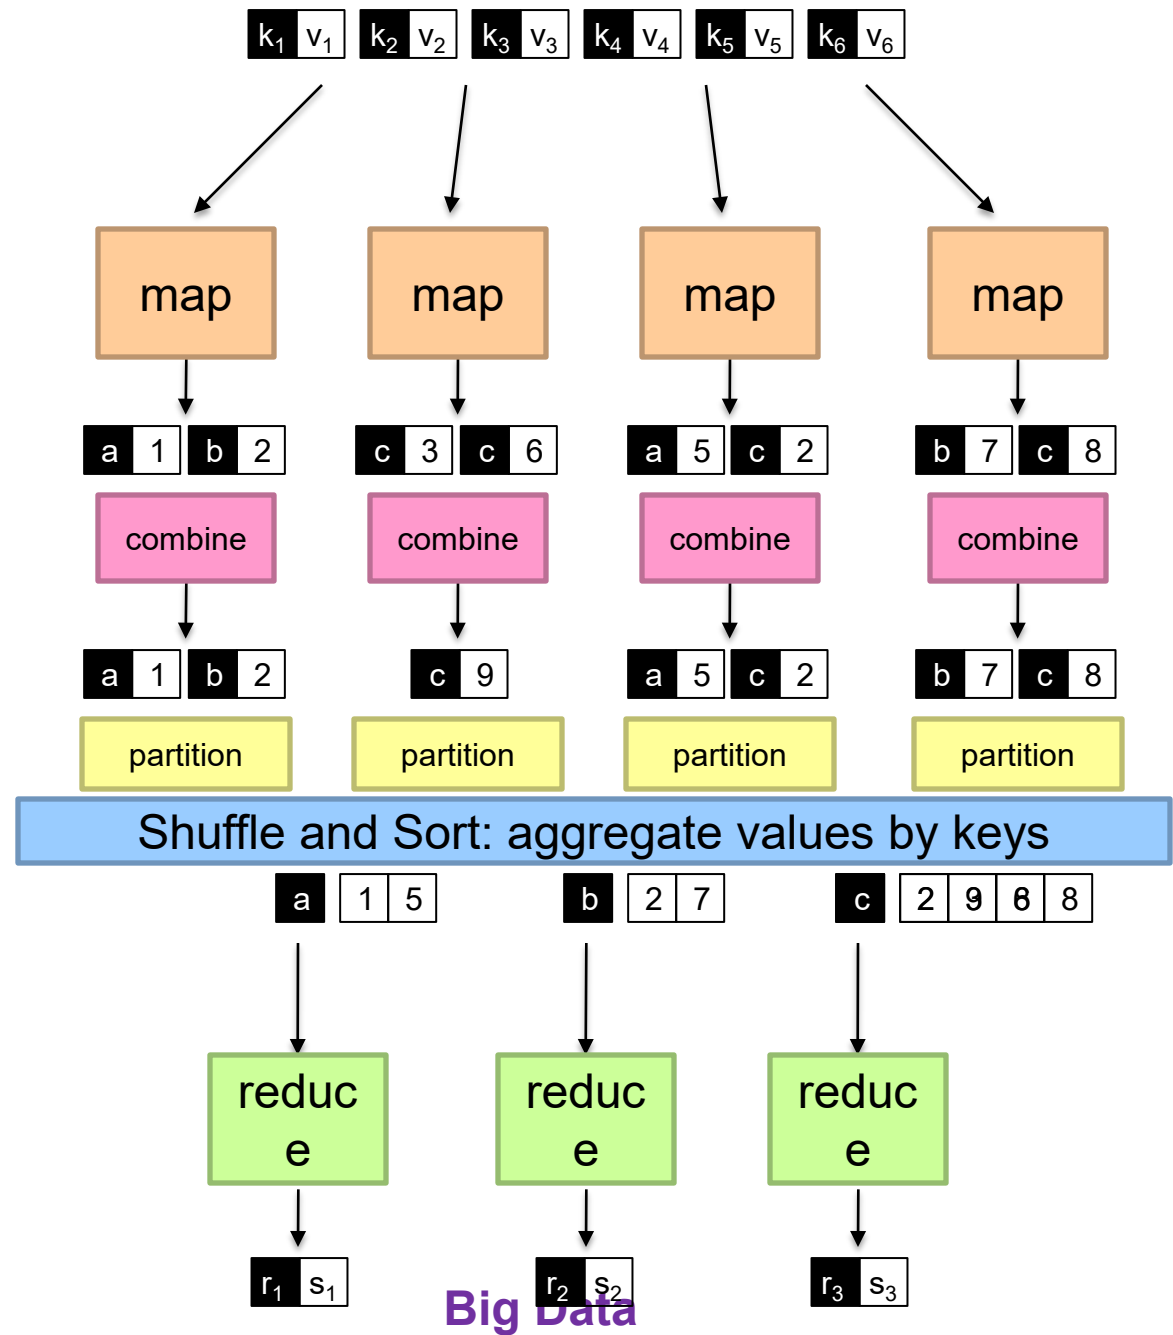 k1 v1 k2 v2 k3 v3 k4 v4 k5 v5 k6 v6
map map map map
a 1 b 2 c 3 c 6 a 5 c 2 b 7 c 8
combine combine combine combine
a 1 b 2 c 9 a 5 c 2 b 7 c 8
partition partition partition partition
Shuffle and Sort: aggregate values by keys
a 1 5 b 2 7 c 2 9 8 8
reduc reduc reduc
e e e
r1 s1 r2 s2 r3 s3
Big Data